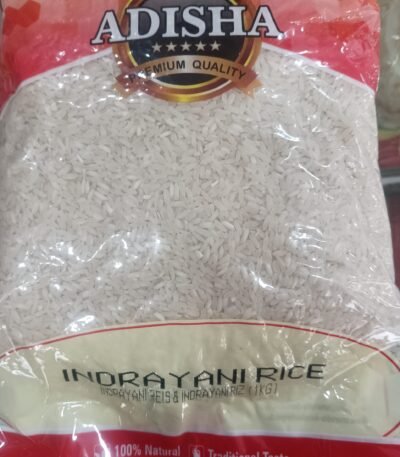 ADISHA
★★★★★
PREMIUM QUALITY
INDRAYANI RICE
INDRAYANI REIS & INDRAYANI RIZ (1KG)
100% Natural
Traditional Taste